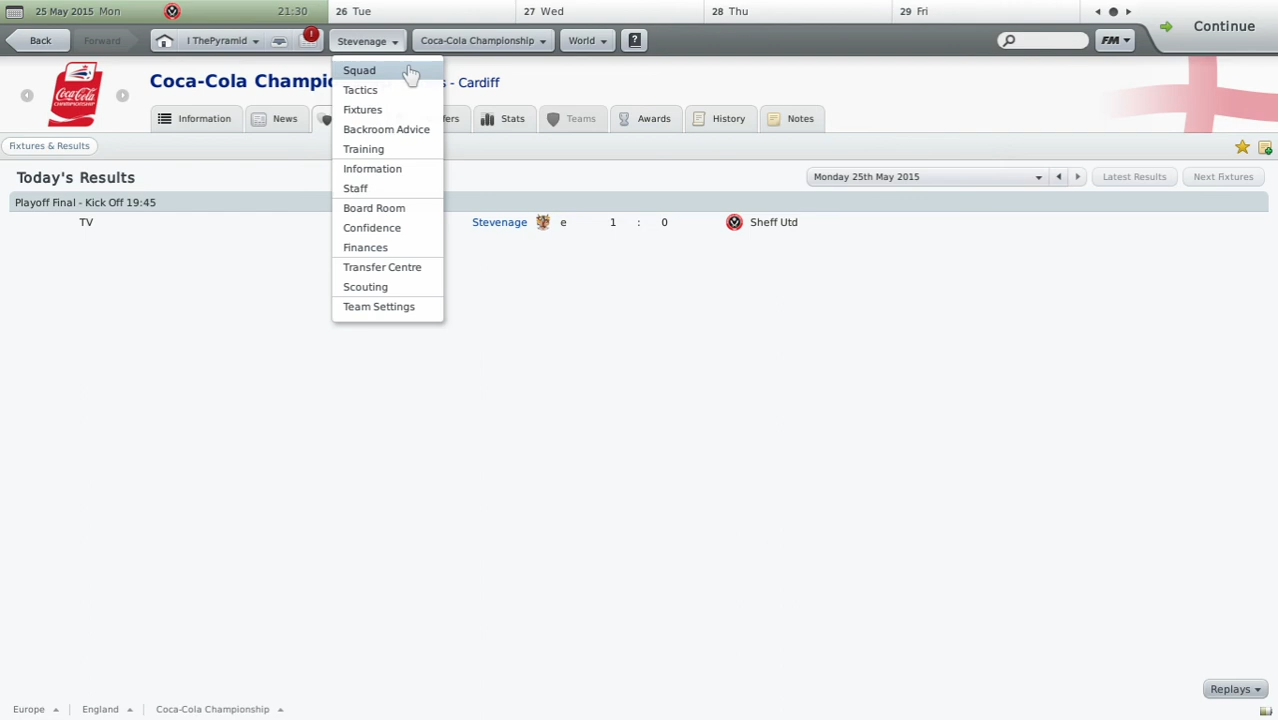 25 May 2015 Mon 21:30 26 Tue 27 Wed 28 Thu 29 Fri
Continue
Back Forward I ThePyramid ! Stevenage Coca-Cola Championship World ? FM
Squad
Coca-Cola Champi s - Cardiff
Tactics
Fixtures
Information News fers Stats Teams Awards History Notes
Backroom Advice
Fixtures & Results
Training
Information
Today's Results Monday 25th May 2015 Latest Results Next Fixtures
Staff
Playoff Final - Kick Off 19:45
Board Room
TV Stevenage e 1 : 0 Sheff Utd
Confidence
Finances
Transfer Centre
Scouting
Team Settings
Replays
Europe England Coca-Cola Championship